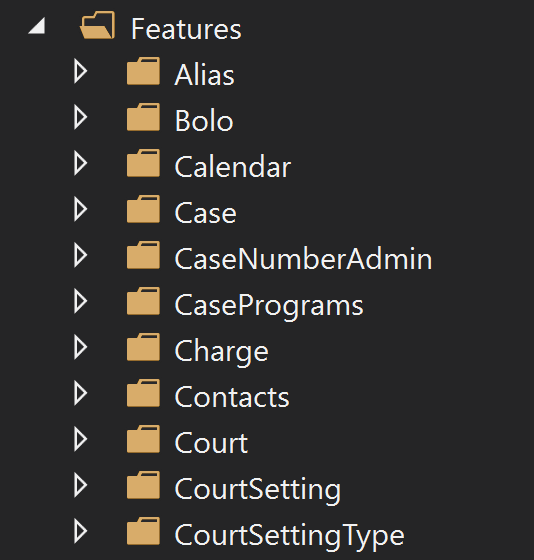 Features
Alias
Bolo
Calendar
Case
CaseNumberAdmin
CasePrograms
Charge
Contacts
Court
CourtSetting
CourtSettingType